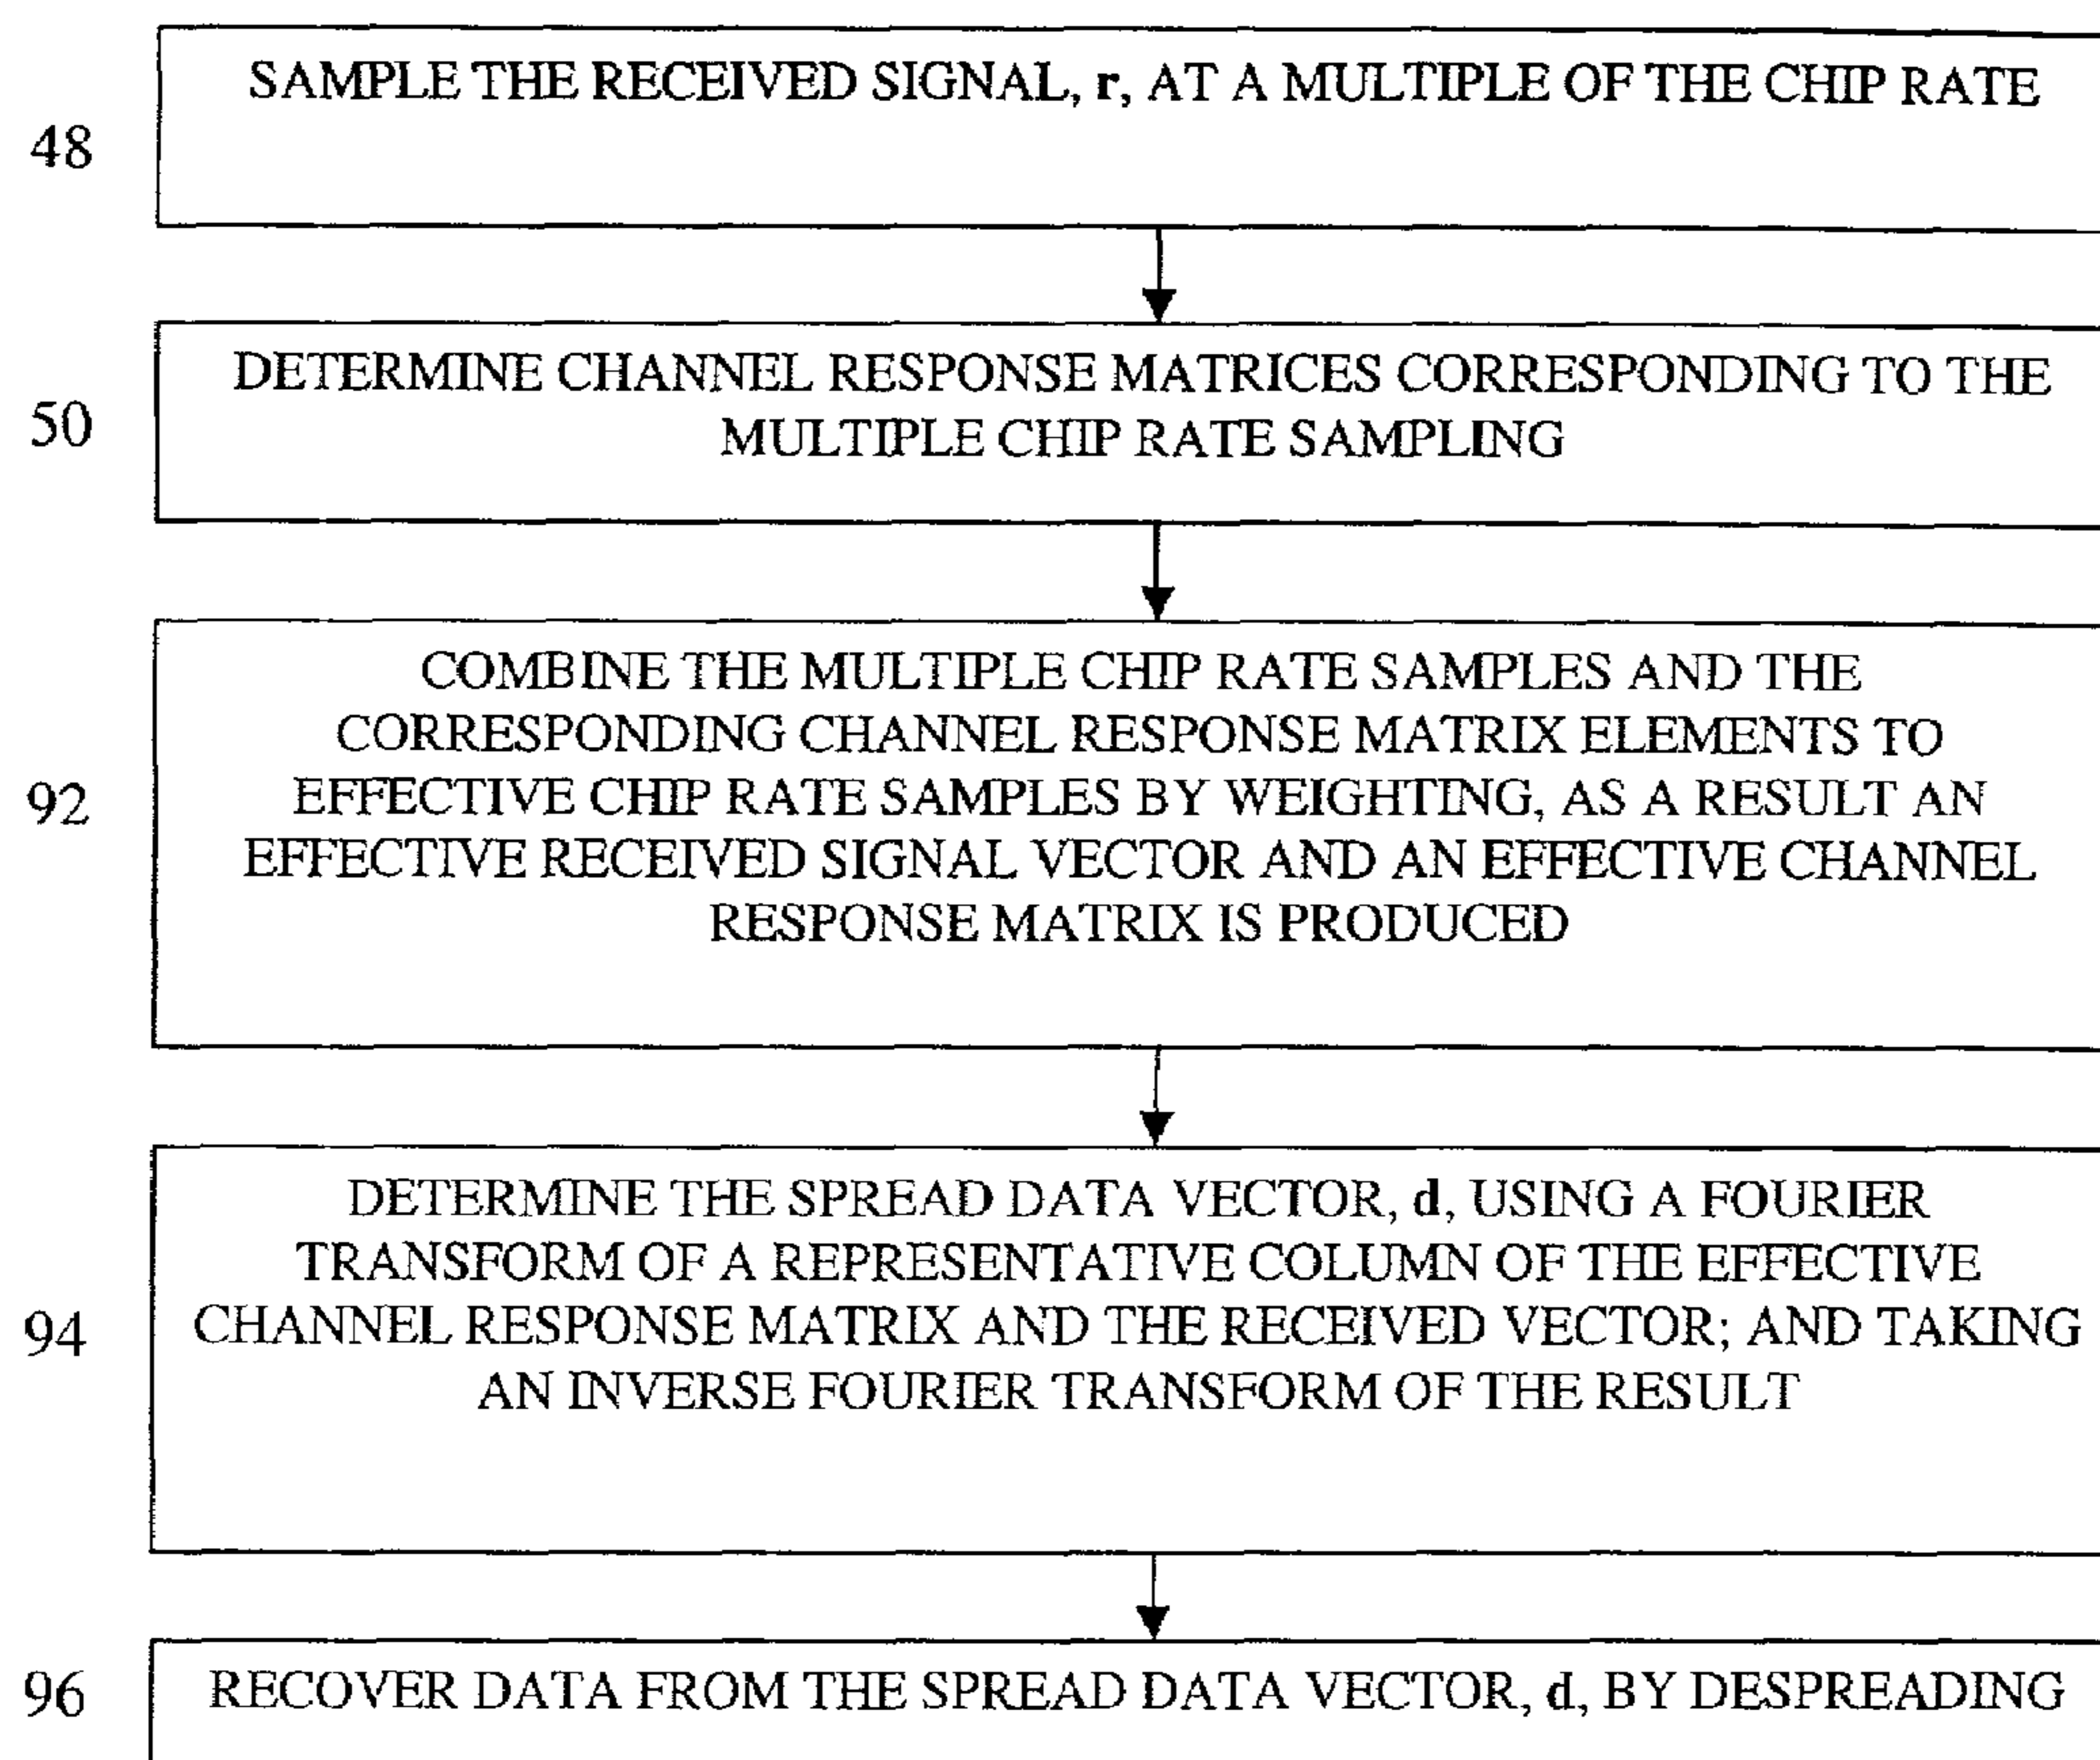 SAMPLE THE RECEIVED SIGNAL, r, AT A MULTIPLE OF THE CHIP RATE
48
DETERMINE CHANNEL RESPONSE MATRICES CORRESPONDING TO THE
MULTIPLE CHIP RATE SAMPLING
50
COMBINE THE MULTIPLE CHIP RATE SAMPLES AND THE
CORRESPONDING CHANNEL RESPONSE MATRIX ELEMENTS TO
EFFECTIVE CHIP RATE SAMPLES BY WEIGHTING, AS A RESULT AN
EFFECTIVE RECEIVED SIGNAL VECTOR AND AN EFFECTIVE CHANNEL
RESPONSE MATRIX IS PRODUCED
92
DETERMINE THE SPREAD DATA VECTOR, d, USING A FOURIER
TRANSFORM OF A REPRESENTATIVE COLUMN OF THE EFFECTIVE
CHANNEL RESPONSE MATRIX AND THE RECEIVED VECTOR; AND TAKING
AN INVERSE FOURIER TRANSFORM OF THE RESULT
94
RECOVER DATA FROM THE SPREAD DATA VECTOR, d, BY DESPREADING
96